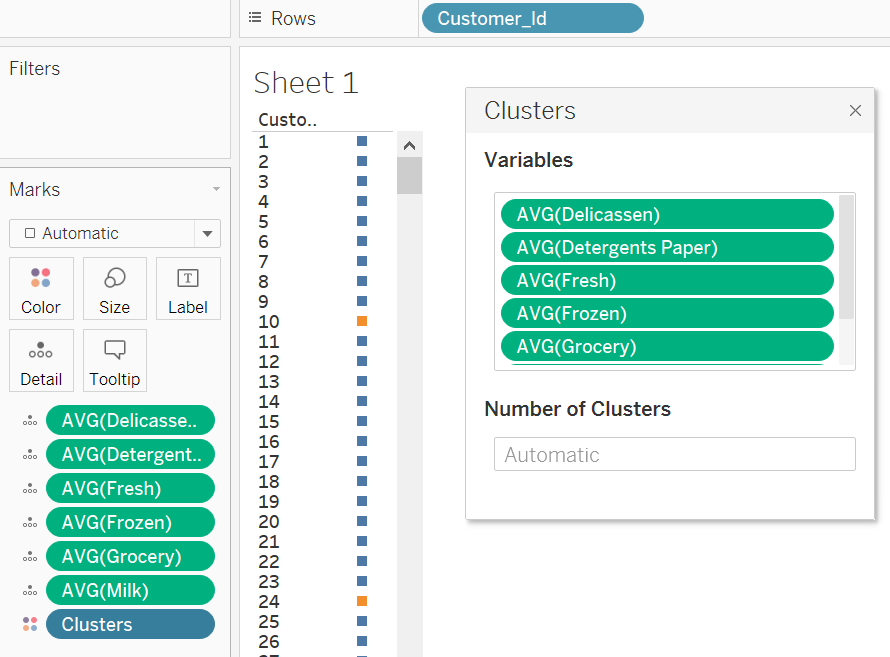 Rows
Customer_Id
Filters
Marks
Automatic
Color
Size
T
Label
Detail
Tooltip
AVG(Delicasse..
AVG(Detergent..
AVG(Fresh)
AVG(Frozen)
AVG(Grocery)
AVG(Milk)
Clusters
Sheet 1
Custo..
1
2
3
4
5
6
7
8
9
10
11
12
13
14
15
16
17
18
19
20
21
22
23
24
25
26
Clusters
Variables
AVG(Delicassen)
AVG(Detergents Paper)
AVG(Fresh)
AVG(Frozen)
AVG(Grocery)
Number of Clusters
Automatic